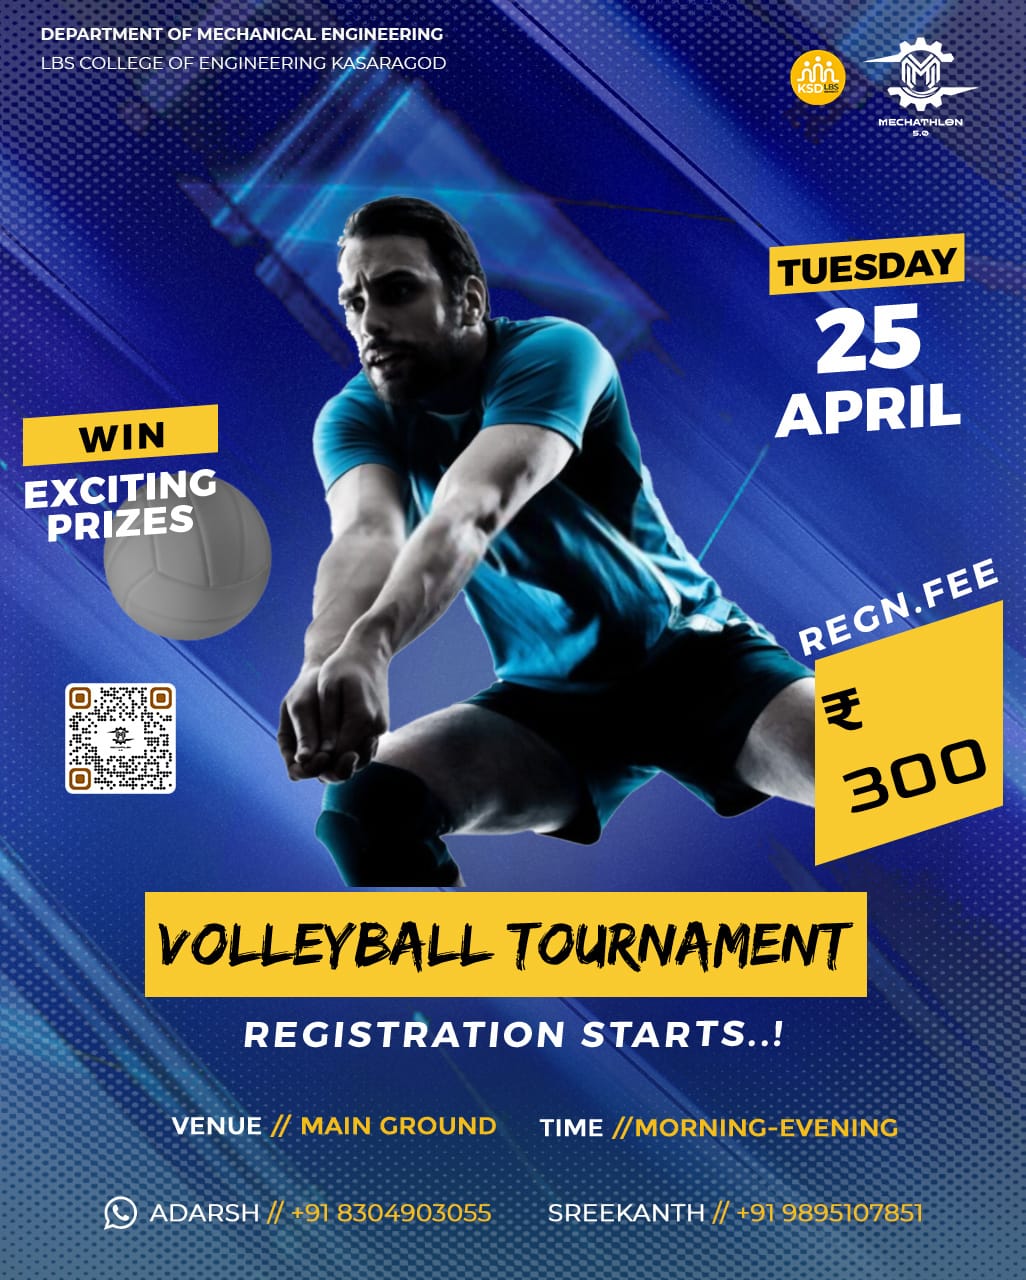 DEPARTMENT OF MECHANICAL ENGINEERING
LBS COLLEGE OF ENGINEERING KASARAGOD
KSD LBS
MECHATHLON
5.0
TUESDAY
25
APRIL
WIN
EXCITING
PRIZES
REGN.FEE
₹
300
VOLLEYBALL TOURNAMENT
REGISTRATION STARTS..!
VENUE // MAIN GROUND
TIME //MORNING-EVENING
ADARSH // +91 8304903055
SREEKANTH // +91 9895107851